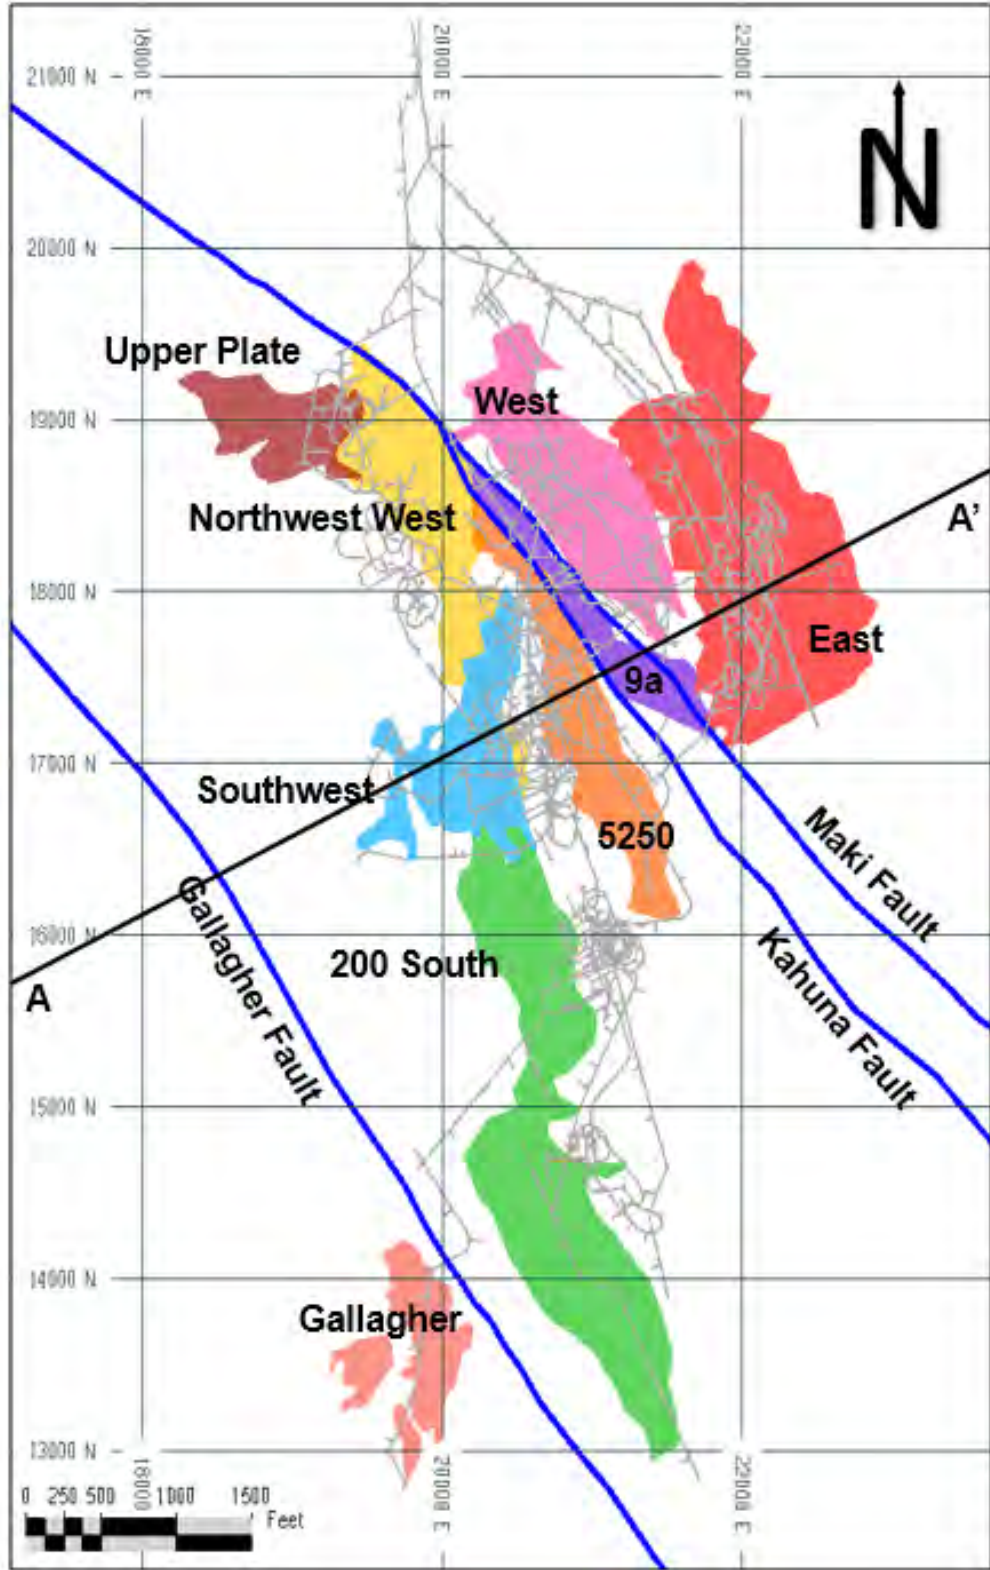 18000 E
20000 E
22000 E
21000 N
N
20000 N
Upper Plate
West
19000 N
Northwest West
A'
18000 N
East
9a
17000 N
Southwest
5250
Maki Fault
Gallagher Fault
16000 N
200 South
Kahuna Fault
A
15000 N
14000 N
Gallagher
13000 N
18000 E
20000 E
22000 E
0 250 500 1000 1500
Feet